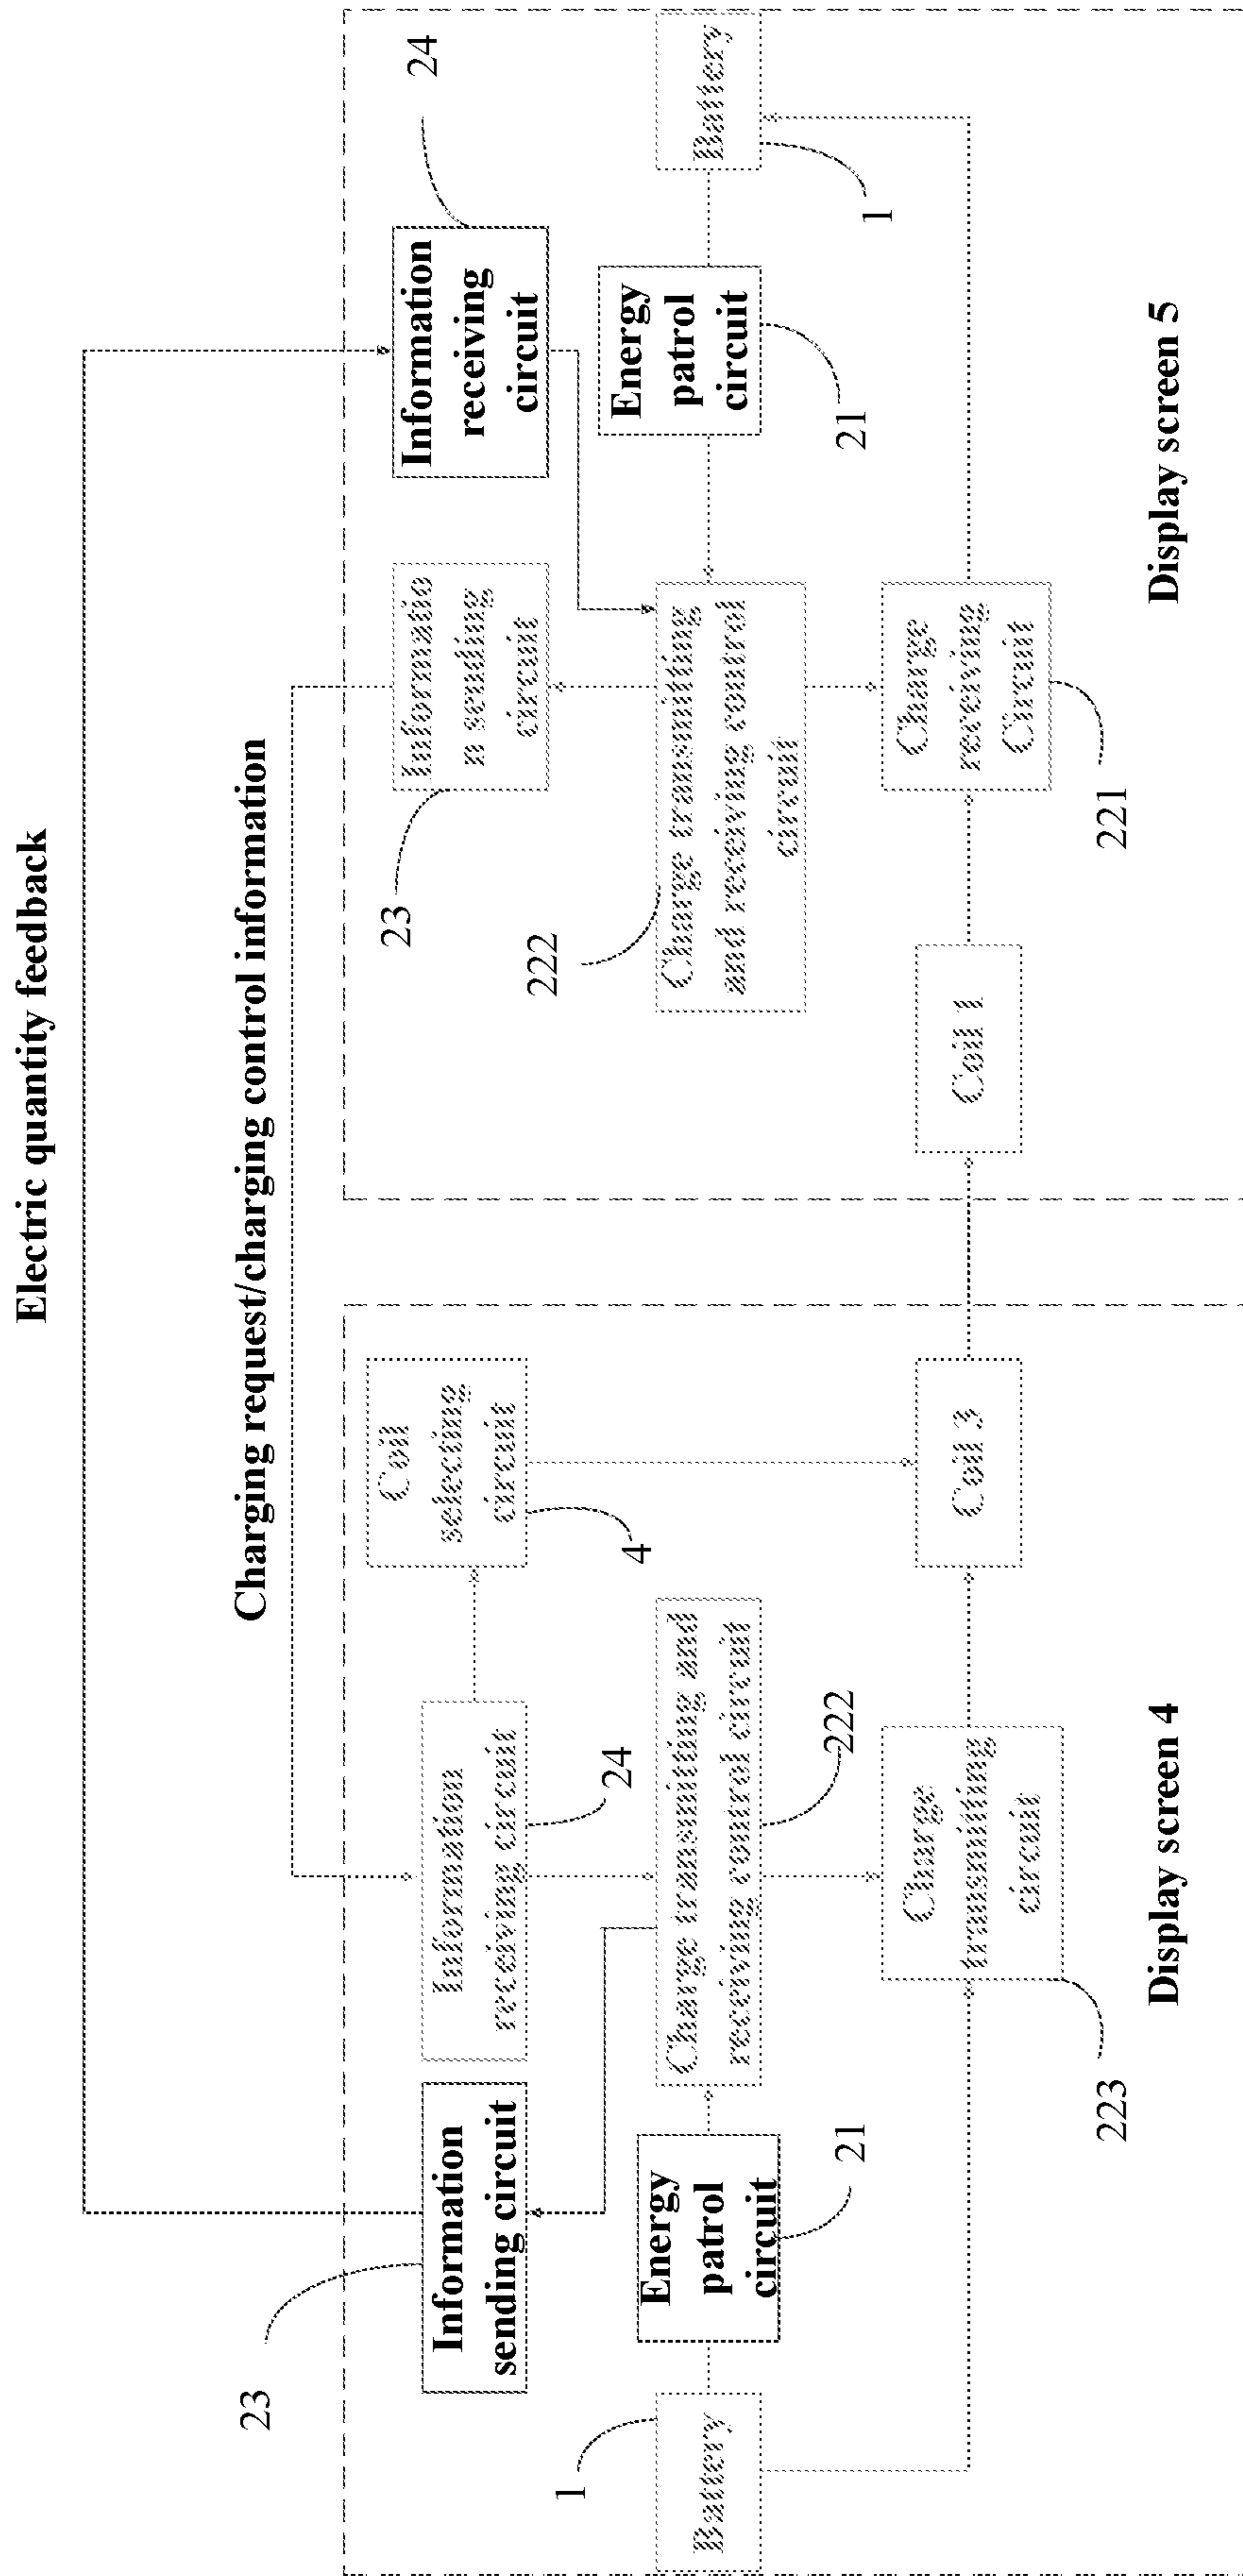 Electric quantity feedback
Charging request/charging control information
23
Information
sending circuit
Information
receiving circuit
24
Coil
selecting
circuit
4
1
Battery
Energy
patrol
circuit
21
Charge transmitting and
receiving control circuit
222
Charge
transmitting
circuit
223
Coil 3
Display screen 4
23
Informatio
n sending
circuit
24
Information
receiving
circuit
222
Charge transmitting
and receiving control
circuit
Energy
patrol
circuit
21
Battery
1
Coil 1
Charge
receiving
Circuit
221
Display screen 5